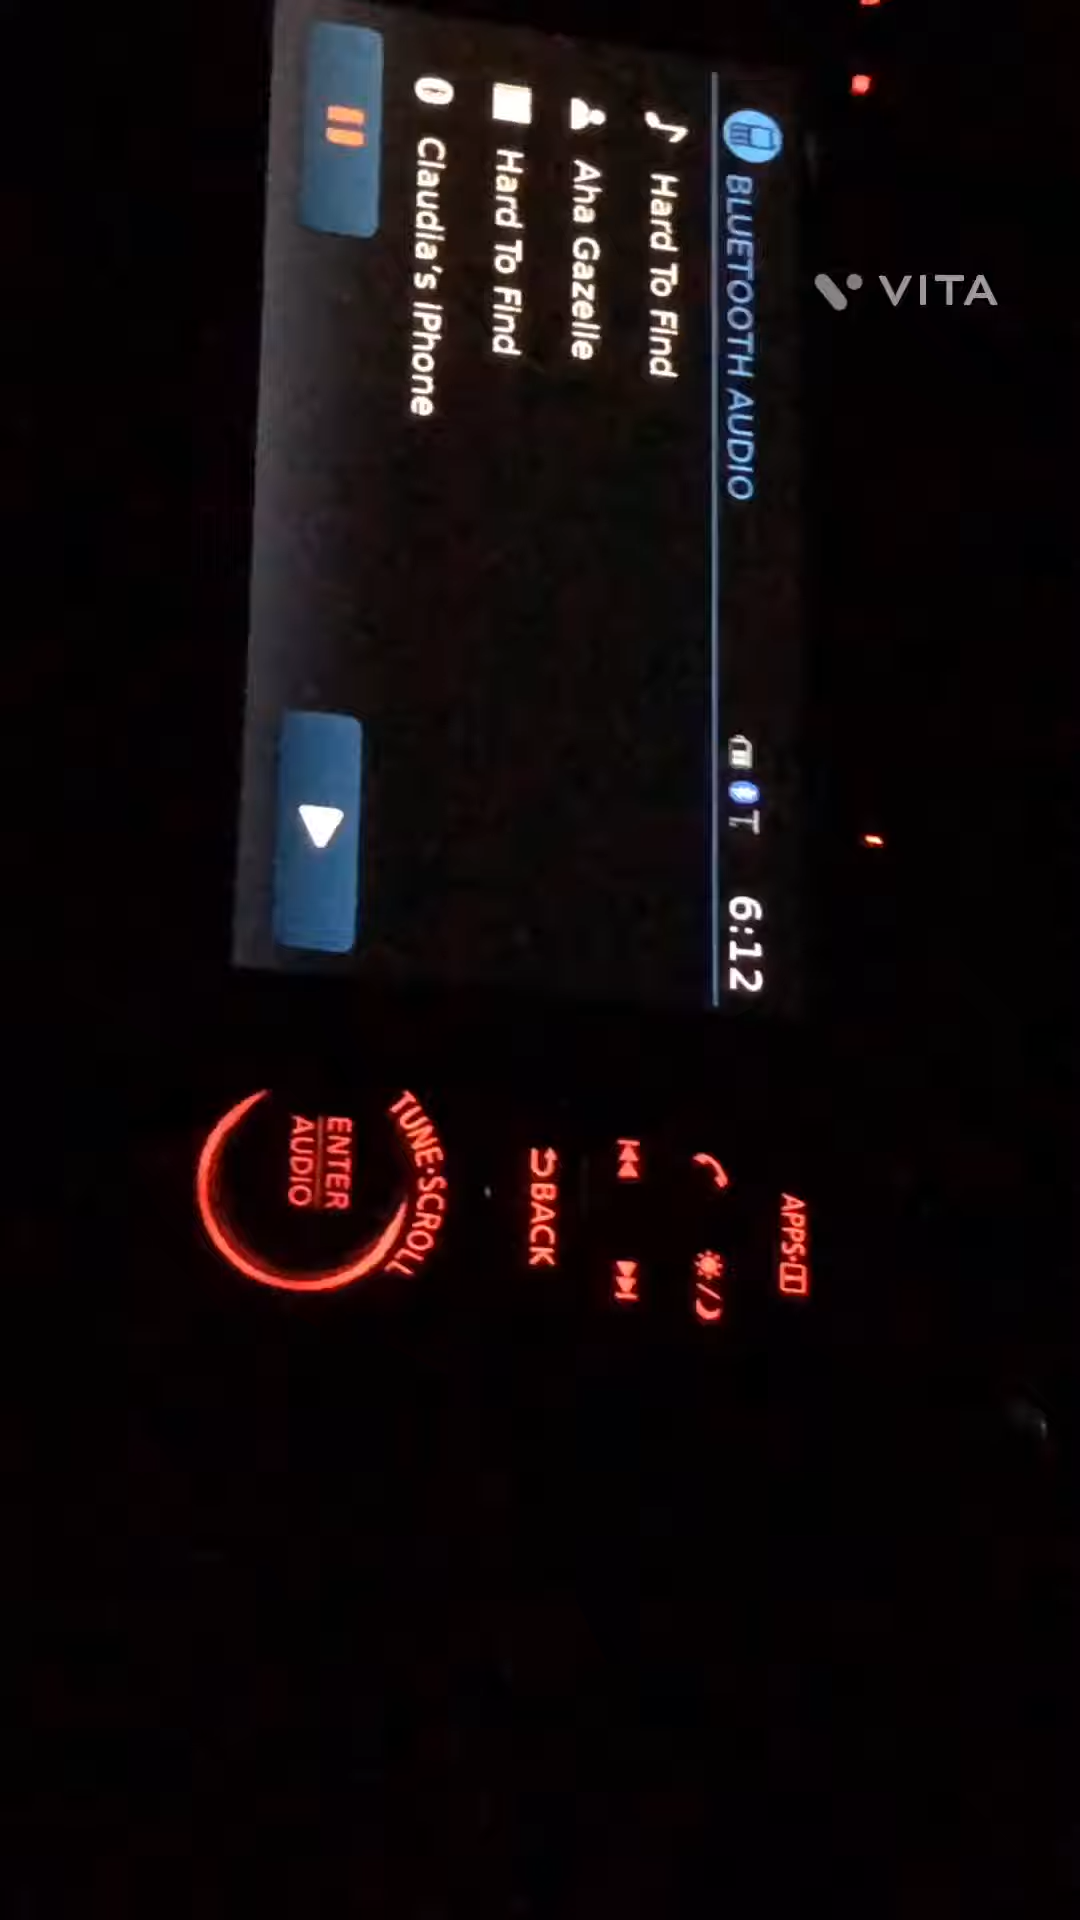 BLUETOOTH AUDIO
T.
6:12
Hard To Find
Aha Gazelle
Hard To Find
Claudia's iPhone
APPS
BACK
TUNE·SCROLL
ENTER
AUDIO
VITA